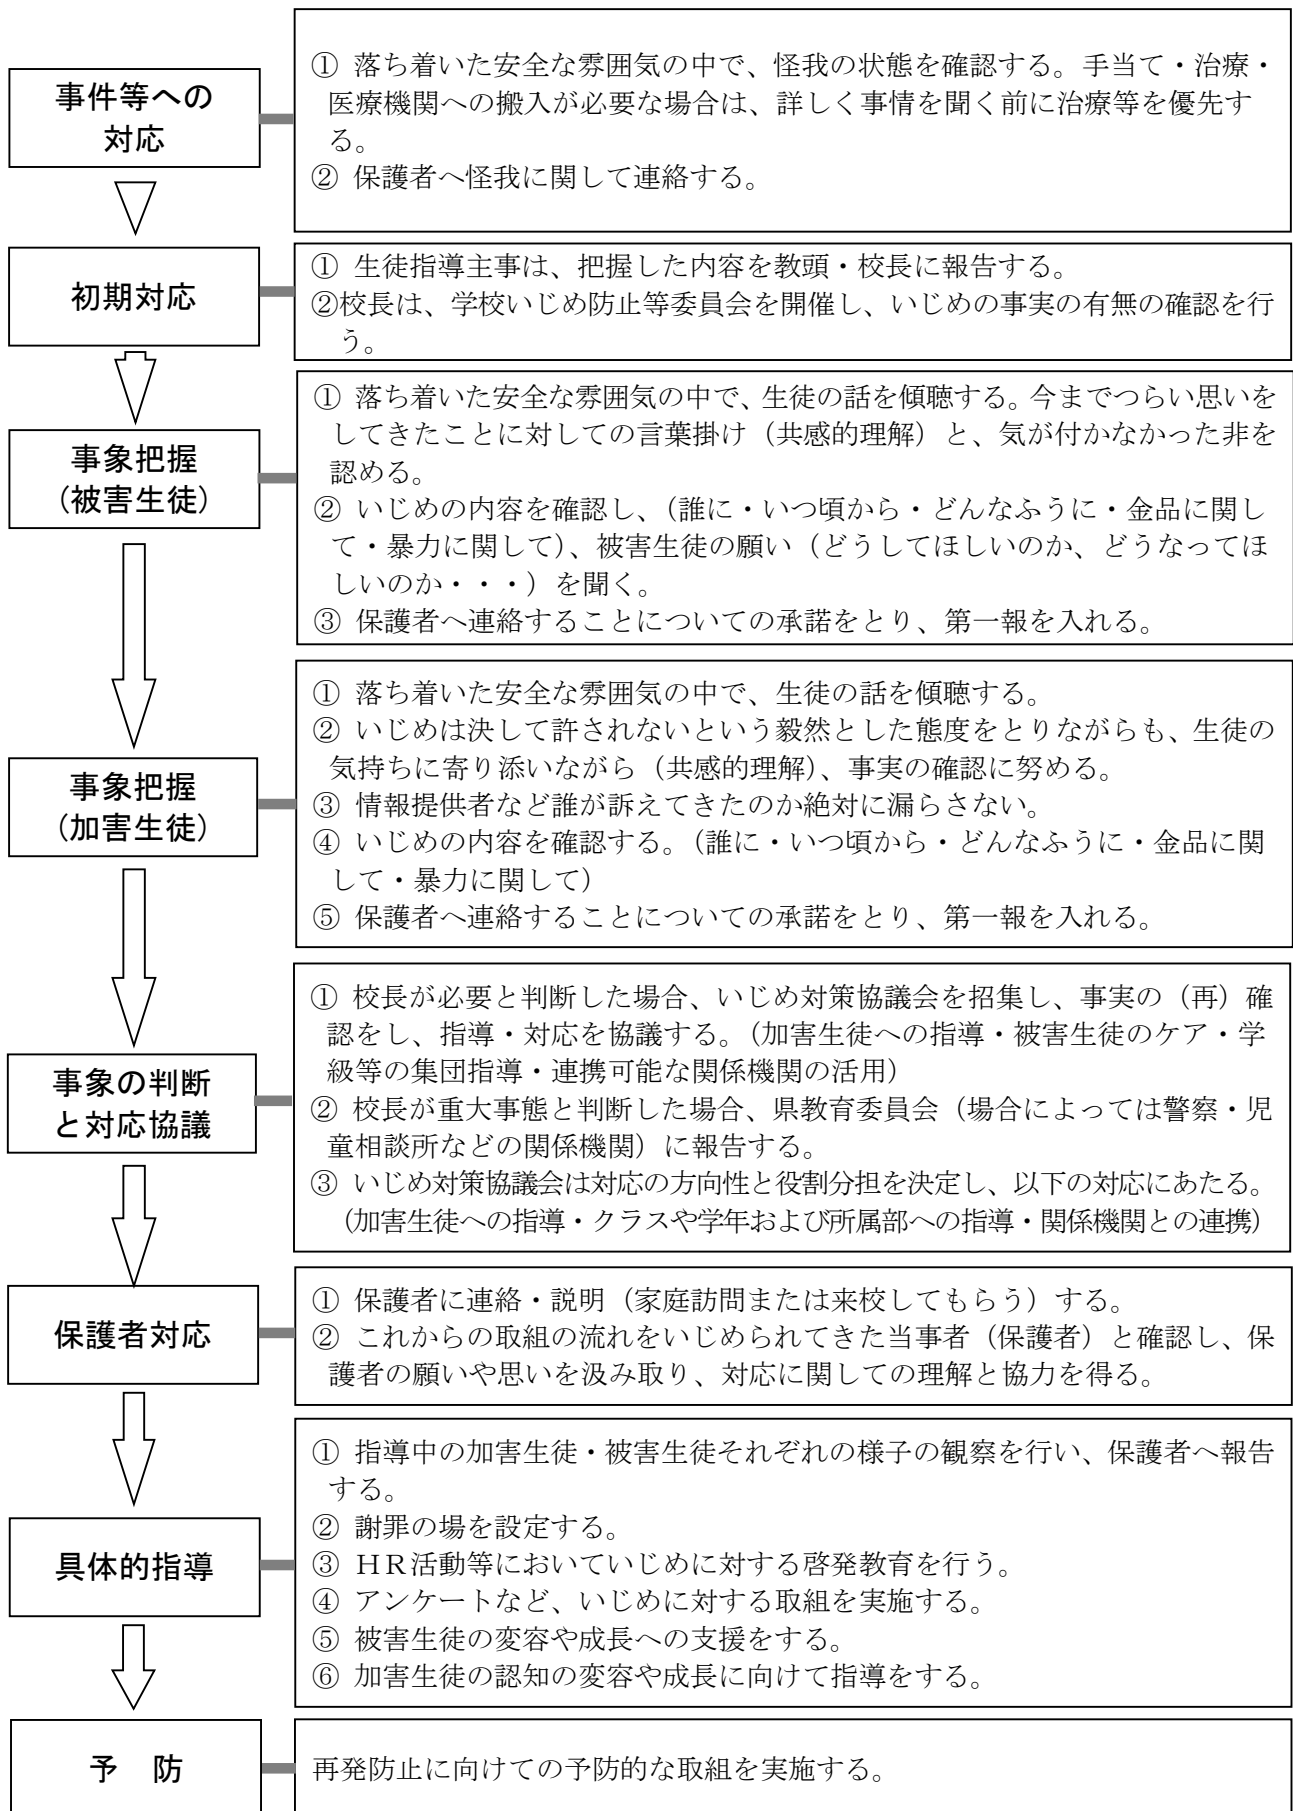 事件等への
対応
① 落ち着いた安全な雰囲気の中で、怪我の状態を確認する。手当て・治療・
医療機関への搬入が必要な場合は、詳しく事情を聞く前に治療等を優先す
る。
② 保護者へ怪我に関して連絡する。
初期対応
① 生徒指導主事は、把握した内容を教頭・校長に報告する。
②校長は、学校いじめ防止等委員会を開催し、いじめの事実の有無の確認を行
う。
事象把握
(被害生徒)
① 落ち着いた安全な雰囲気の中で、生徒の話を傾聴する。今までつらい思いを
してきたことに対しての言葉掛け（共感的理解）と、気が付かなかった非を
認める。
② いじめの内容を確認し、（誰に・いつ頃から・どんなふうに・金品に関し
て・暴力に関して）、被害生徒の願い（どうしてほしいのか、どうなってほ
しいのか・・・）を聞く。
③ 保護者へ連絡することについての承諾をとり、第一報を入れる。
事象把握
(加害生徒)
① 落ち着いた安全な雰囲気の中で、生徒の話を傾聴する。
② いじめは決して許されないという毅然とした態度をとりながらも、生徒の
気持ちに寄り添いながら（共感的理解）、事実の確認に努める。
③ 情報提供者など誰が訴えてきたのか絶対に漏らさない。
④ いじめの内容を確認する。（誰に・いつ頃から・どんなふうに・金品に関
して・暴力に関して）
⑤ 保護者へ連絡することについての承諾をとり、第一報を入れる。
事象の判断
と対応協議
① 校長が必要と判断した場合、いじめ対策協議会を招集し、事実の（再）確
認をし、指導・対応を協議する。（加害生徒への指導・被害生徒のケア・学
級等の集団指導・連携可能な関係機関の活用）
② 校長が重大事態と判断した場合、県教育委員会（場合によっては警察・児
童相談所などの関係機関）に報告する。
③ いじめ対策協議会は対応の方向性と役割分担を決定し、以下の対応にあたる。
（加害生徒への指導・クラスや学年および所属部への指導・関係機関との連携）
保護者対応
① 保護者に連絡・説明（家庭訪問または来校してもらう）する。
② これからの取組の流れをいじめられてきた当事者（保護者）と確認し、保
護者の願いや思いを汲み取り、対応に関しての理解と協力を得る。
具体的指導
① 指導中の加害生徒・被害生徒それぞれの様子の観察を行い、保護者へ報告
する。
② 謝罪の場を設定する。
③ ＨＲ活動等においていじめに対する啓発教育を行う。
④ アンケートなど、いじめに対する取組を実施する。
⑤ 被害生徒の変容や成長への支援をする。
⑥ 加害生徒の認知の変容や成長に向けて指導をする。
予　防
再発防止に向けての予防的な取組を実施する。